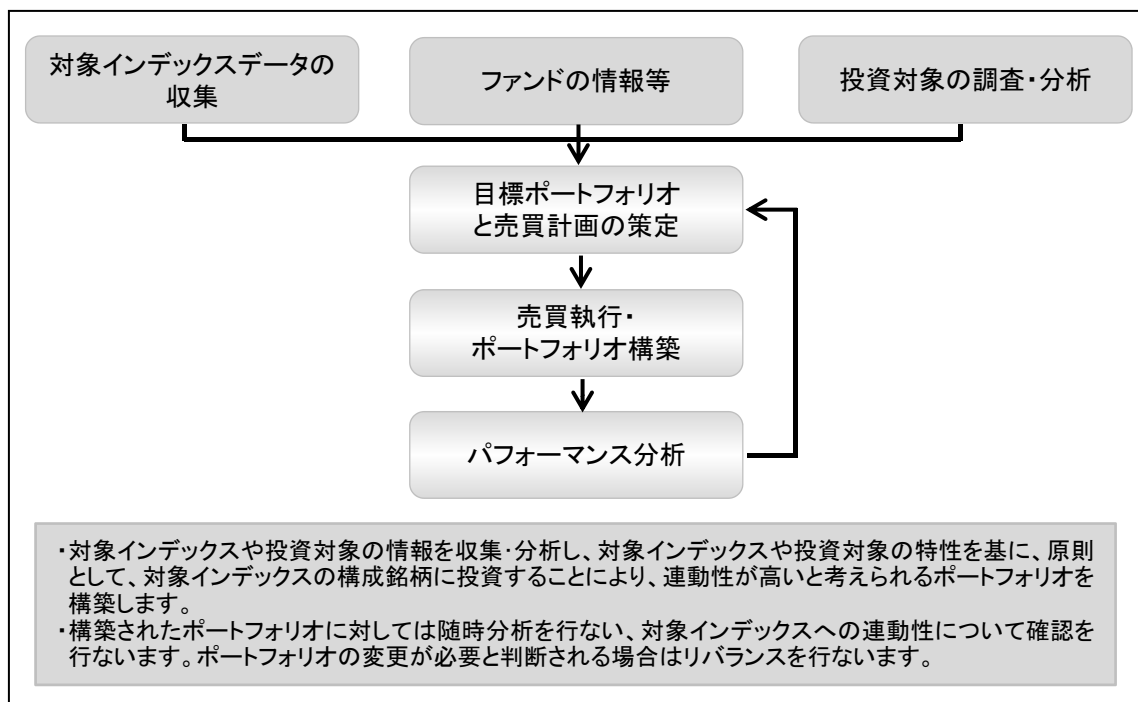 対象インデックスデータの
収集
ファンドの情報等
投資対象の調査・分析
目標ポートフォリオ
と売買計画の策定
売買執行・
ポートフォリオ構築
パフォーマンス分析
・対象インデックスや投資対象の情報を収集・分析し、対象インデックスや投資対象の特性を基に、原則
として、対象インデックスの構成銘柄に投資することにより、連動性が高いと考えられるポートフォリオを
構築します。
・構築されたポートフォリオに対しては随時分析を行ない、対象インデックスへの連動性について確認を
行ないます。ポートフォリオの変更が必要と判断される場合はリバランスを行ないます。